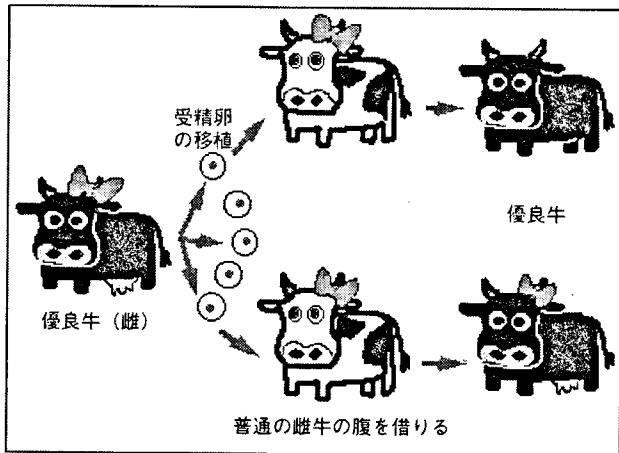 受精卵
の移植
優良牛
優良牛（雌）
普通の雌牛の腹を借りる